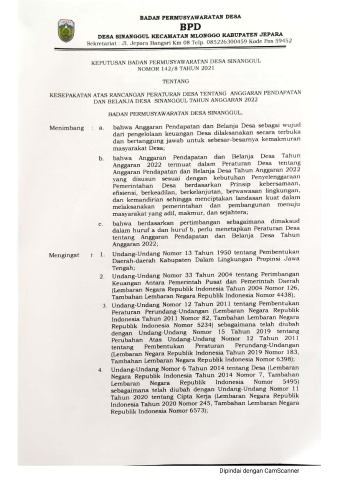 BADAN PERMUSYAWARATAN DESA
BPD
DESA SINANGGUL KECAMATAN MLONGGO KABUPATEN JEPARA
Sekretariat : Jl. Jepara Bangsri Km 08 Telp. 085226300459 Kode Pos 59452
KEPUTUSAN BADAN PERMUSYAWARATAN DESA SINANGGUL
NOMOR 142/8 TAHUN 2021
TENTANG
KESEPAKATAN ATAS RANCANGAN PERATURAN DESA TENTANG ANGGARAN PENDAPATAN
DAN BELANJA DESA SINANGGUL TAHUN ANGGARAN 2022
BADAN PERMUSYAWARATAN DESA SINANGGUL,
Menimbang : a. bahwa Anggaran Pendapatan dan Belanja Desa sebagai wujud
dari pengelolaan keuangan Desa dilaksanakan secara terbuka
dan bertanggung jawab untuk sebesar-besarnya kemakmuran
masyarakat Desa;
b. bahwa Anggaran Pendapatan dan Belanja Desa Tahun
Anggaran 2022 termuat dalam Peraturan Desa tentang
Anggaran Pendapatan dan Belanja Desa Tahun Anggaran 2022
yang disusun sesuai dengan kebutuhan Penyelenggaraan
Pemerintahan Desa berdasarkan Prinsip kebersamaan,
efisiensi, berkeadilan, berkelanjutan, berwawasan lingkungan,
dan kemandirian sehingga menciptakan landasan kuat dalam
melaksanakan pemerintahan dan pembangunan menuju
masyarakat yang adil, makmur, dan sejahtera;
c. bahwa berdasarkan pertimbangan sebagaimana dimaksud
dalam huruf a dan huruf b, perlu menetapkan Peraturan Desa
tentang Anggaran Pendapatan dan Belanja Desa Tahun
Anggaran 2022;
Mengingat : 1. Undang-Undang Nomor 13 Tahun 1950 tentang Pembentukan
Daerah-daerah Kabupaten Dalam Lingkungan Propinsi Jawa
Tengah;
2. Undang-Undang Nomor 33 Tahun 2004 tentang Perimbangan
Keuangan Antara Pemerintah Pusat dan Pemerintah Daerah
(Lembaran Negara Republik Indonesia Tahun 2004 Nomor 126,
Tambahan Lembaran Negara Republik Indonesia Nomor 4438);
3. Undang-Undang Nomor 12 Tahun 2011 tentang Pembentukan
Peraturan Perundang-Undangan (Lembaran Negara Republik
Indonesia Tahun 2011 Nomor 82, Tambahan Lembaran Negara
Republik Indonesia Nomor 5234) sebagaimana telah diubah
dengan Undang-Undang Nomor 15 Tahun 2019 tentang
Perubahan Atas Undang-Undang Nomor 12 Tahun 2011
tentang Pembentukan Peraturan Perundang-Undangan
(Lembaran Negara Republik Indonesia Tahun 2019 Nomor 183,
Tambahan Lembaran Negara Republik Indonesia Nomor 6398);
4. Undang-Undang Nomor 6 Tahun 2014 tentang Desa (Lembaran
Negara Republik Indonesia Tahun 2014 Nomor 7, Tambahan
Lembaran Negara Republik Indonesia Nomor 5495)
sebagaimana telah diubah dengan Undang-Undang Nomor 11
Tahun 2020 tentang Cipta Kerja (Lembaran Negara Republik
Indonesia Tahun 2020 Nomor 245, Tambahan Lembaran Negara
Republik Indonesia Nomor 6573);
Dipindai dengan CamScanner